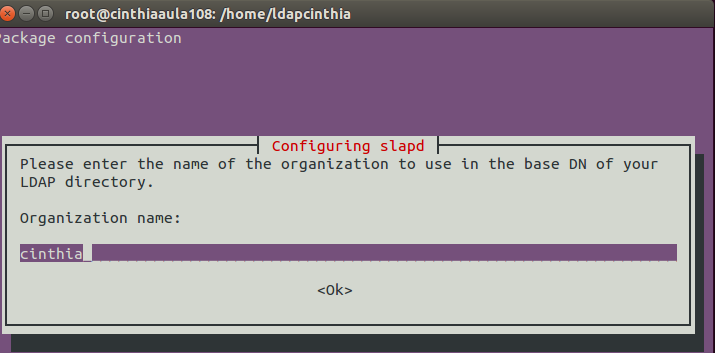 root@cinthiaaula108: /home/ldapcinthia
Package configuration
Configuring slapd
Please enter the name of the organization to use in the base DN of your
LDAP directory.
Organization name:
cinthia
<Ok>